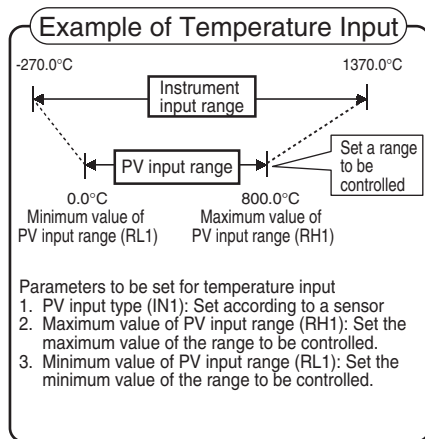 Example of Temperature Input
-270.0°C
1370.0°C
Instrument
input range
PV input range
Set a range
to be
controlled
0.0°C
800.0°C
Minimum value of
PV input range (RL1)
Maximum value of
PV input range (RH1)
Parameters to be set for temperature input
1. PV input type (IN1): Set according to a sensor
2. Maximum value of PV input range (RH1): Set the
maximum value of the range to be controlled.
3. Minimum value of PV input range (RL1): Set the
minimum value of the range to be controlled.